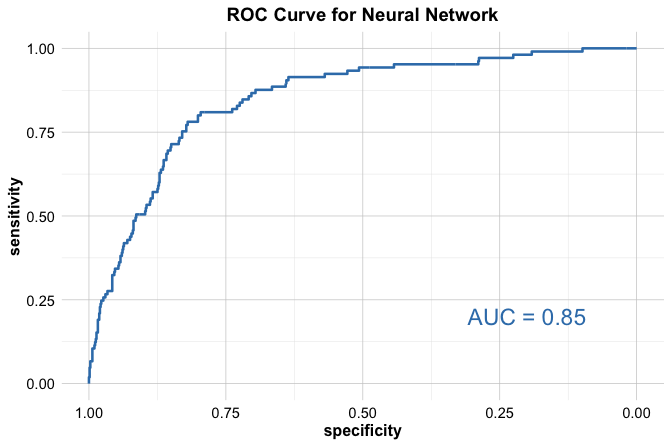 ROC Curve for Neural Network
1.00
0.75
0.50
0.25
0.00
sensitivity
AUC = 0.85
1.00 0.75 0.50 0.25 0.00
specificity